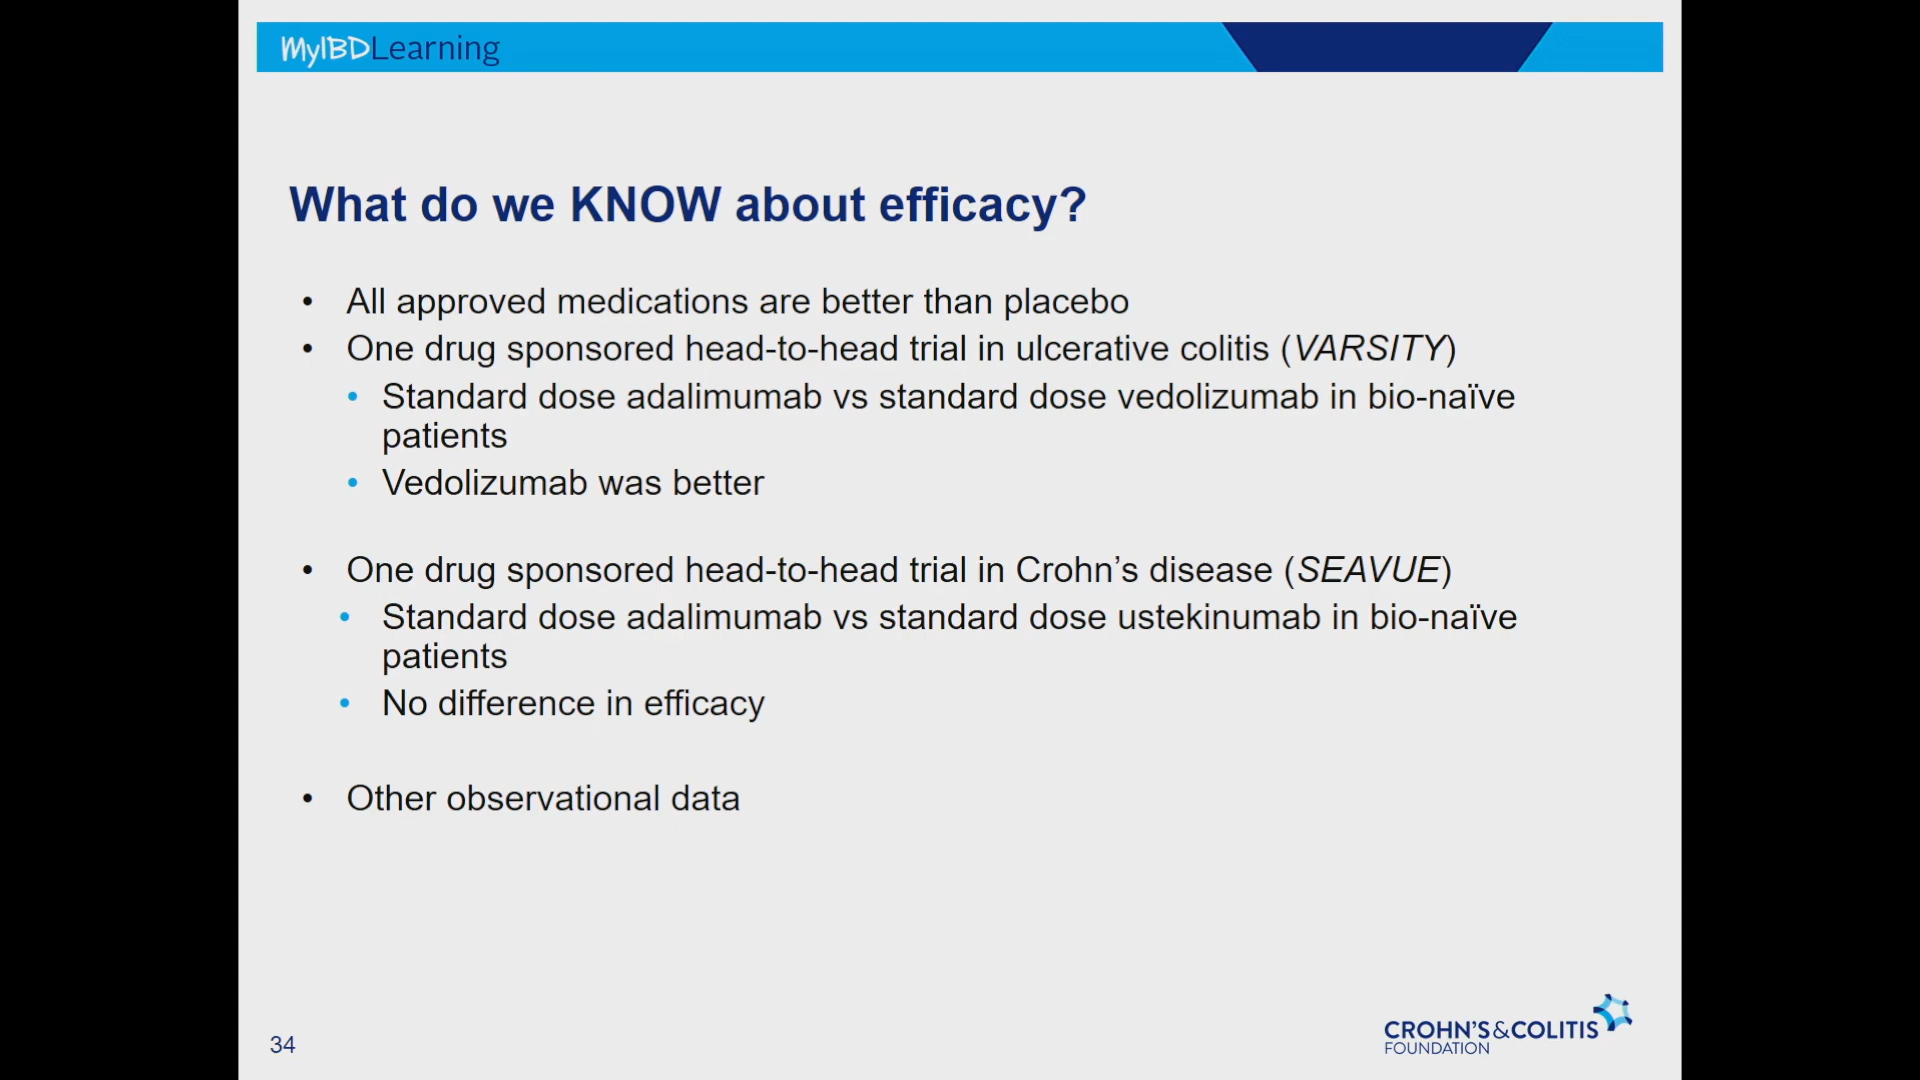 MyIBDLearning
What do we KNOW about efficacy?
• All approved medications are better than placebo
• One drug sponsored head-to-head trial in ulcerative colitis (VARSITY)
• Standard dose adalimumab vs standard dose vedolizumab in bio-naïve
patients
• Vedolizumab was better
• One drug sponsored head-to-head trial in Crohn’s disease (SEAVUE)
• Standard dose adalimumab vs standard dose ustekinumab in bio-naïve
patients
• No difference in efficacy
• Other observational data
34
CROHN’S&COLITIS
FOUNDATION